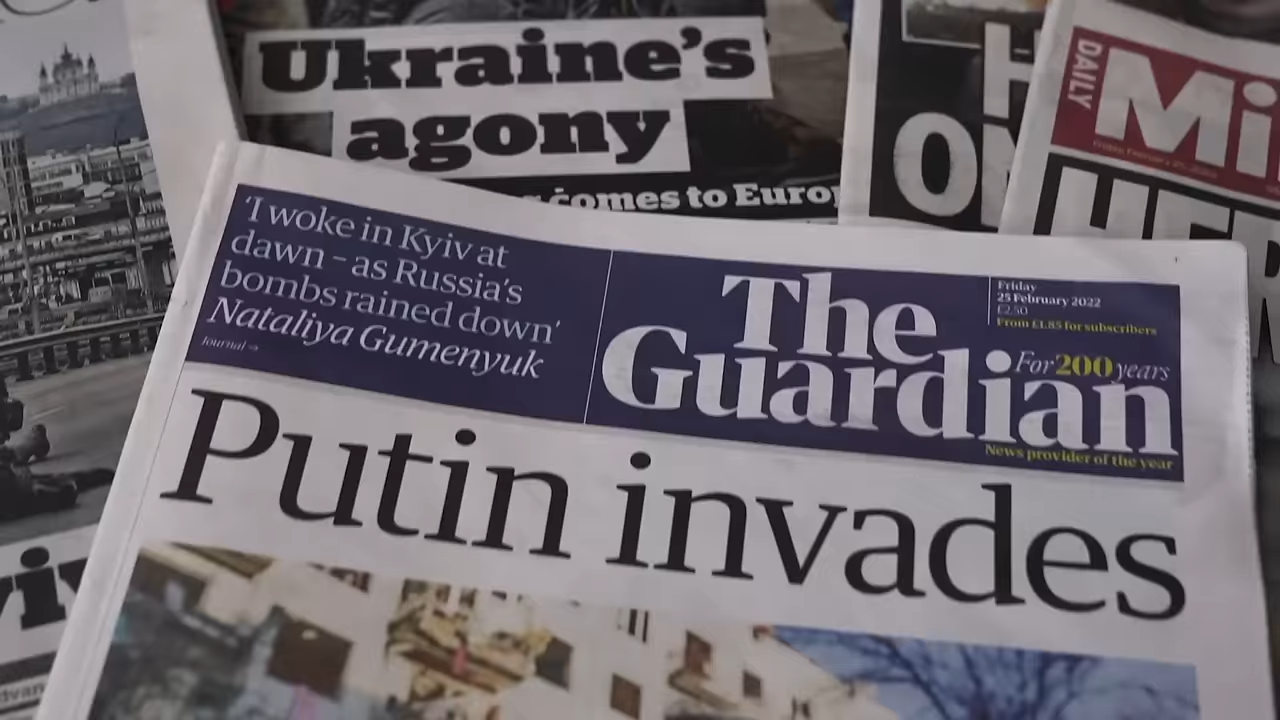 Ukraine's
agony
comes to Europ
DAILY
Mi
H
ON
HER
'I woke in Kyiv at
dawn – as Russia's
bombs rained down'
Nataliya Gumenyuk
Journal →
The
Guardian
Friday
25 February 2022
£2.50
From £1.85 for subscribers
For 200 years
News provider of the year
Putin invades